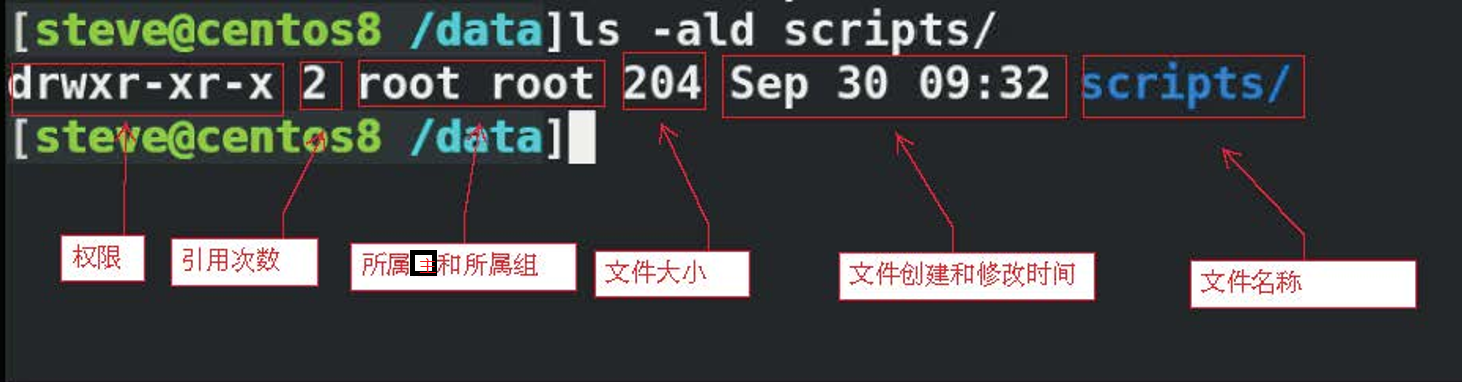 [steve@centos8 /data]ls -ald scripts/
drwxr-xr-x 2 root root 204 Sep 30 09:32 scripts/
[steve@centos8 /data]
权限
引用次数
所属主和所属组
文件大小
文件创建和修改时间
文件名称